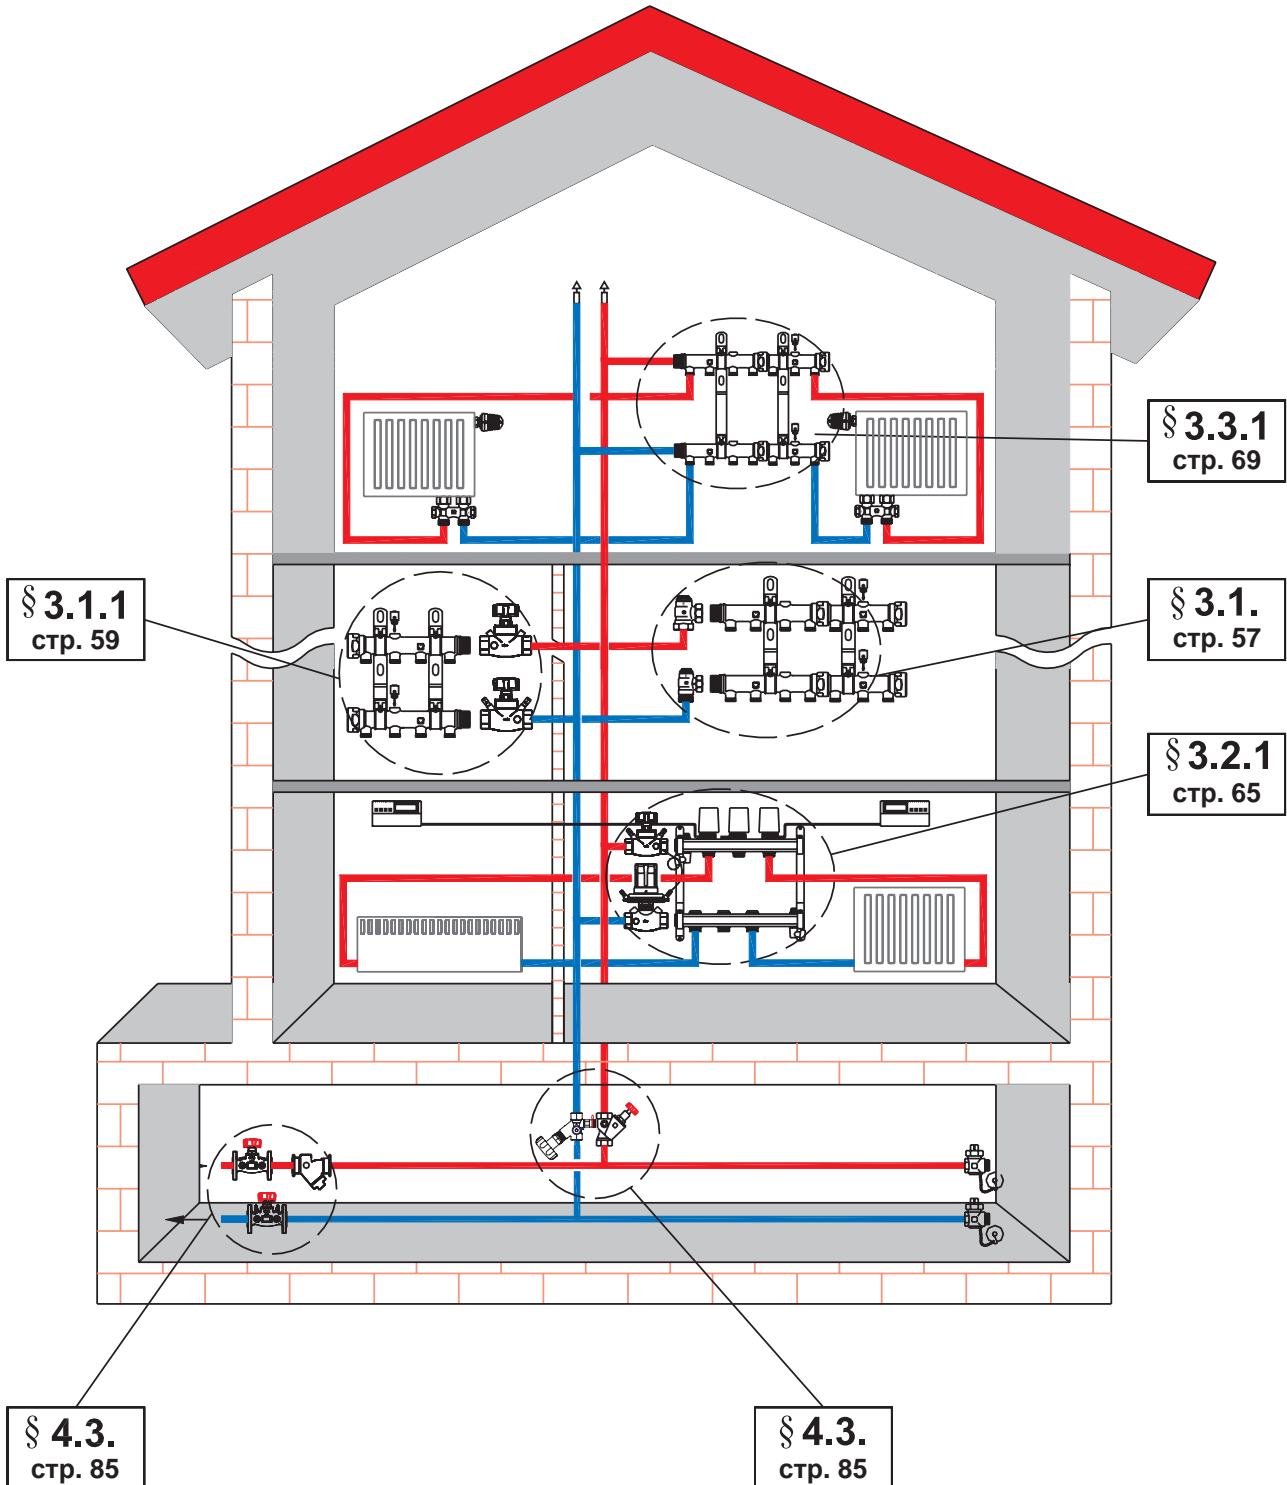 § 3.3.1
стр. 69
§ 3.1.1
стр. 59
§ 3.1.
стр. 57
§ 3.2.1
стр. 65
§ 4.3.
стр. 85
§ 4.3.
стр. 85